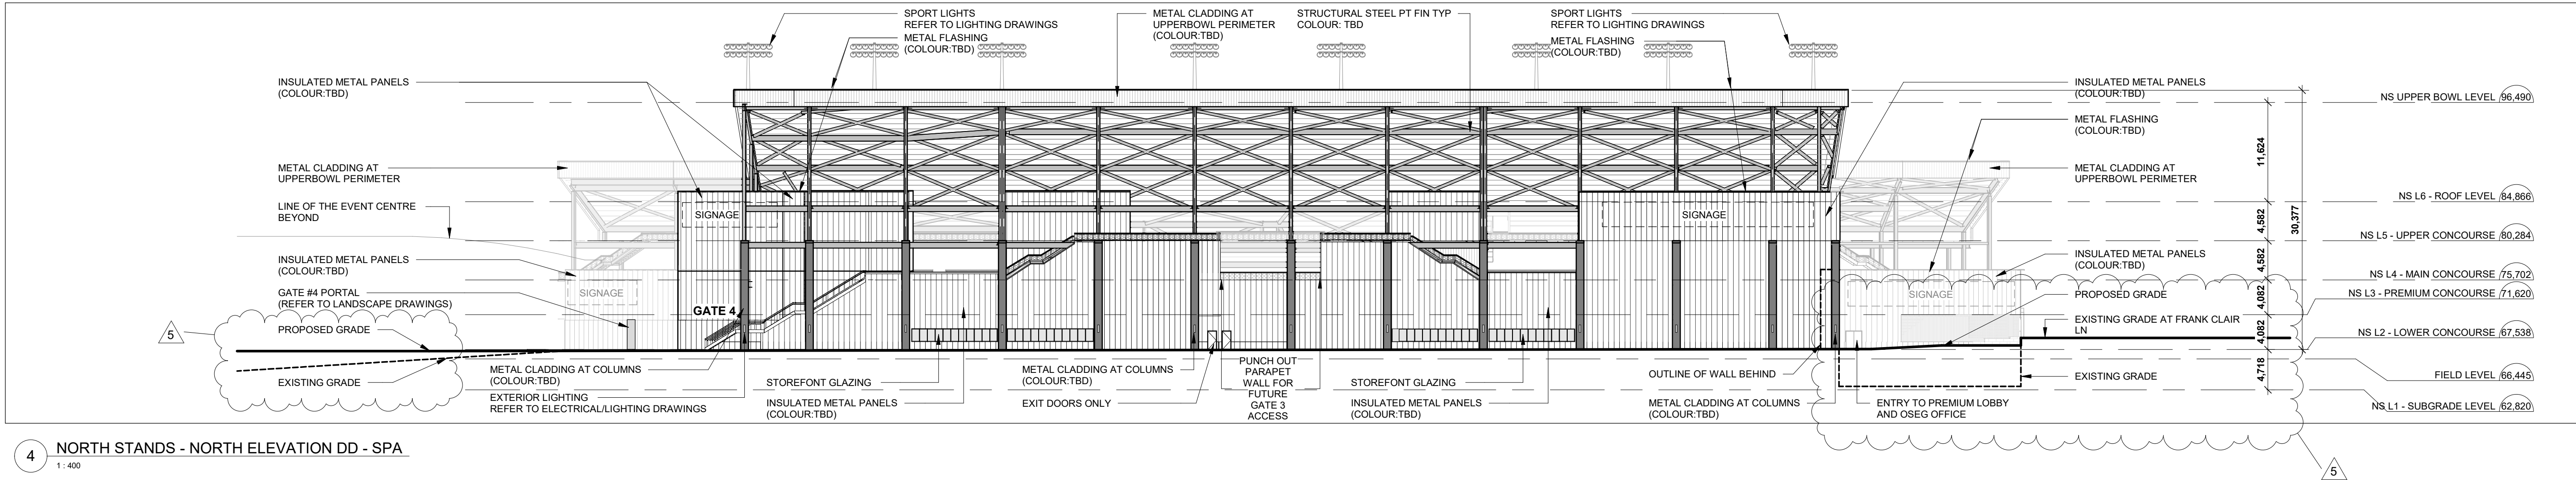 SPORT LIGHTS
REFER TO LIGHTING DRAWINGS
METAL FLASHING
(COLOUR:TBD)
METAL CLADDING AT
UPPERBOWL PERIMETER
(COLOUR:TBD)
STRUCTURAL STEEL PT FIN TYP
COLOUR: TBD
SPORT LIGHTS
REFER TO LIGHTING DRAWINGS
METAL FLASHING
(COLOUR:TBD)
INSULATED METAL PANELS
(COLOUR:TBD)
METAL CLADDING AT
UPPERBOWL PERIMETER
LINE OF THE EVENT CENTRE
BEYOND
INSULATED METAL PANELS
(COLOUR:TBD)
GATE #4 PORTAL
(REFER TO LANDSCAPE DRAWINGS)
PROPOSED GRADE
EXISTING GRADE
5
SIGNAGE
SIGNAGE
GATE 4
SIGNAGE
SIGNAGE
METAL CLADDING AT COLUMNS
(COLOUR:TBD)
EXTERIOR LIGHTING
REFER TO ELECTRICAL/LIGHTING DRAWINGS
STOREFONT GLAZING
INSULATED METAL PANELS
(COLOUR:TBD)
METAL CLADDING AT COLUMNS
(COLOUR:TBD)
EXIT DOORS ONLY
PUNCH OUT
PARAPET
WALL FOR
FUTURE
GATE 3
ACCESS
STOREFONT GLAZING
INSULATED METAL PANELS
(COLOUR:TBD)
OUTLINE OF WALL BEHIND
METAL CLADDING AT COLUMNS
(COLOUR:TBD)
ENTRY TO PREMIUM LOBBY
AND OSEG OFFICE
INSULATED METAL PANELS
(COLOUR:TBD)
METAL FLASHING
(COLOUR:TBD)
METAL CLADDING AT
UPPERBOWL PERIMETER
INSULATED METAL PANELS
(COLOUR:TBD)
PROPOSED GRADE
EXISTING GRADE AT FRANK CLAIR
LN
EXISTING GRADE
11,624
4,582
4,582
4,082
4,082
4,718
30,377
NS UPPER BOWL LEVEL 96,490
NS L6 - ROOF LEVEL 84,866
NS L5 - UPPER CONCOURSE 80,284
NS L4 - MAIN CONCOURSE 75,702
NS L3 - PREMIUM CONCOURSE 71,620
NS L2 - LOWER CONCOURSE 67,538
FIELD LEVEL 66,445
NS L1 - SUBGRADE LEVEL 62,820
5
4 NORTH STANDS - NORTH ELEVATION DD - SPA
1 : 400